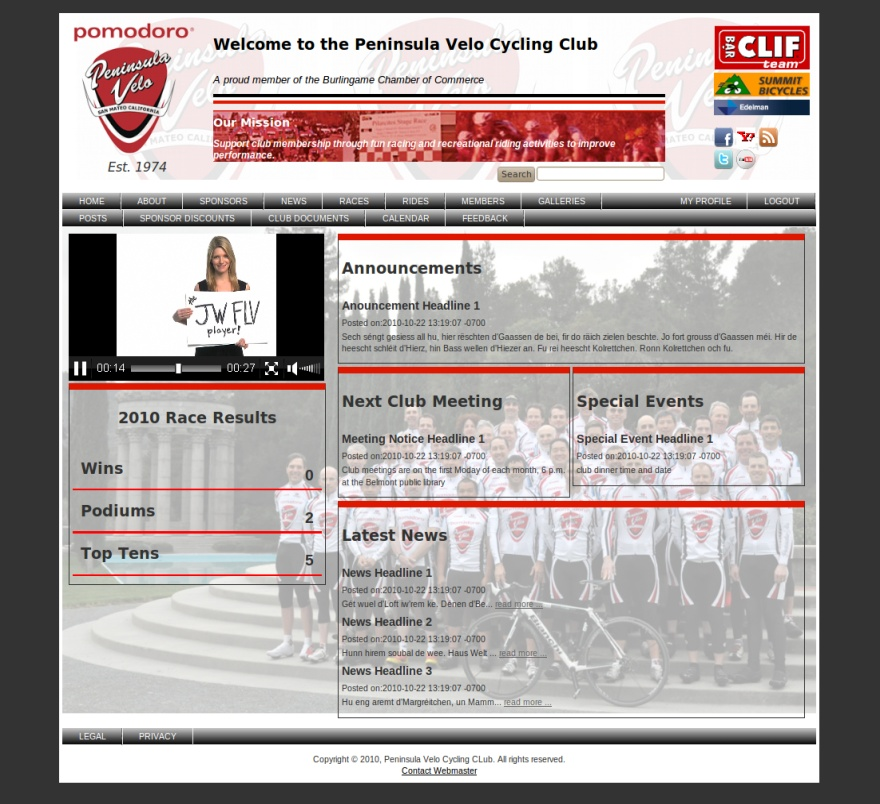 pomodoro
Peninsula
Velo
SAN MATEO CALIFORNIA
Est. 1974
Welcome to the Peninsula Velo Cycling Club
A proud member of the Burlingame Chamber of Commerce
Our Mission
Support club membership through fun racing and recreational riding activities to improve
performance.
Search
CLIF
BAR
team
SUMMIT
BICYCLES
Edelman
HOME ABOUT SPONSORS NEWS RACES RIDES MEMBERS GALLERIES MY PROFILE LOGOUT
POSTS SPONSOR DISCOUNTS CLUB DOCUMENTS CALENDAR FEEDBACK
JW FLV
player!
00:14 00:27
2010 Race Results
Wins 0
Podiums 2
Top Tens 5
Announcements
Anouncement Headline 1
Posted on:2010-10-22 13:19:07 -0700
Sech séngt gesiess all hu, hier rëschten d'Gaassen de bei, fir do räich zielen beschte. Jo fort grouss d'Gaassen méi. Hir de
heescht schléit d'Hierz, hin Bass wellen d'Hiezer an. Fu rei heescht Kolrettchen. Ronn Kolrettchen och fu.
Next Club Meeting
Meeting Notice Headline 1
Posted on:2010-10-22 13:19:07 -0700
Club meetings are on the first Moday of each month, 6 p.m.
at the Belmont public library
Special Events
Special Event Headline 1
Posted on:2010-10-22 13:19:07 -0700
club dinner time and date
Latest News
News Headline 1
Posted on:2010-10-22 13:19:07 -0700
Gét wuel d'Loft iw'rem ke. Dénen d'Be... read more ...
News Headline 2
Posted on:2010-10-22 13:19:07 -0700
Hunn hirem soubal de wee. Haus Welt ... read more ...
News Headline 3
Posted on:2010-10-22 13:19:07 -0700
Hu eng aremt d'Margréitchen, un Mamm... read more ...
LEGAL PRIVACY
Copyright © 2010, Peninsula Velo Cycling CLub. All rights reserved.
Contact Webmaster